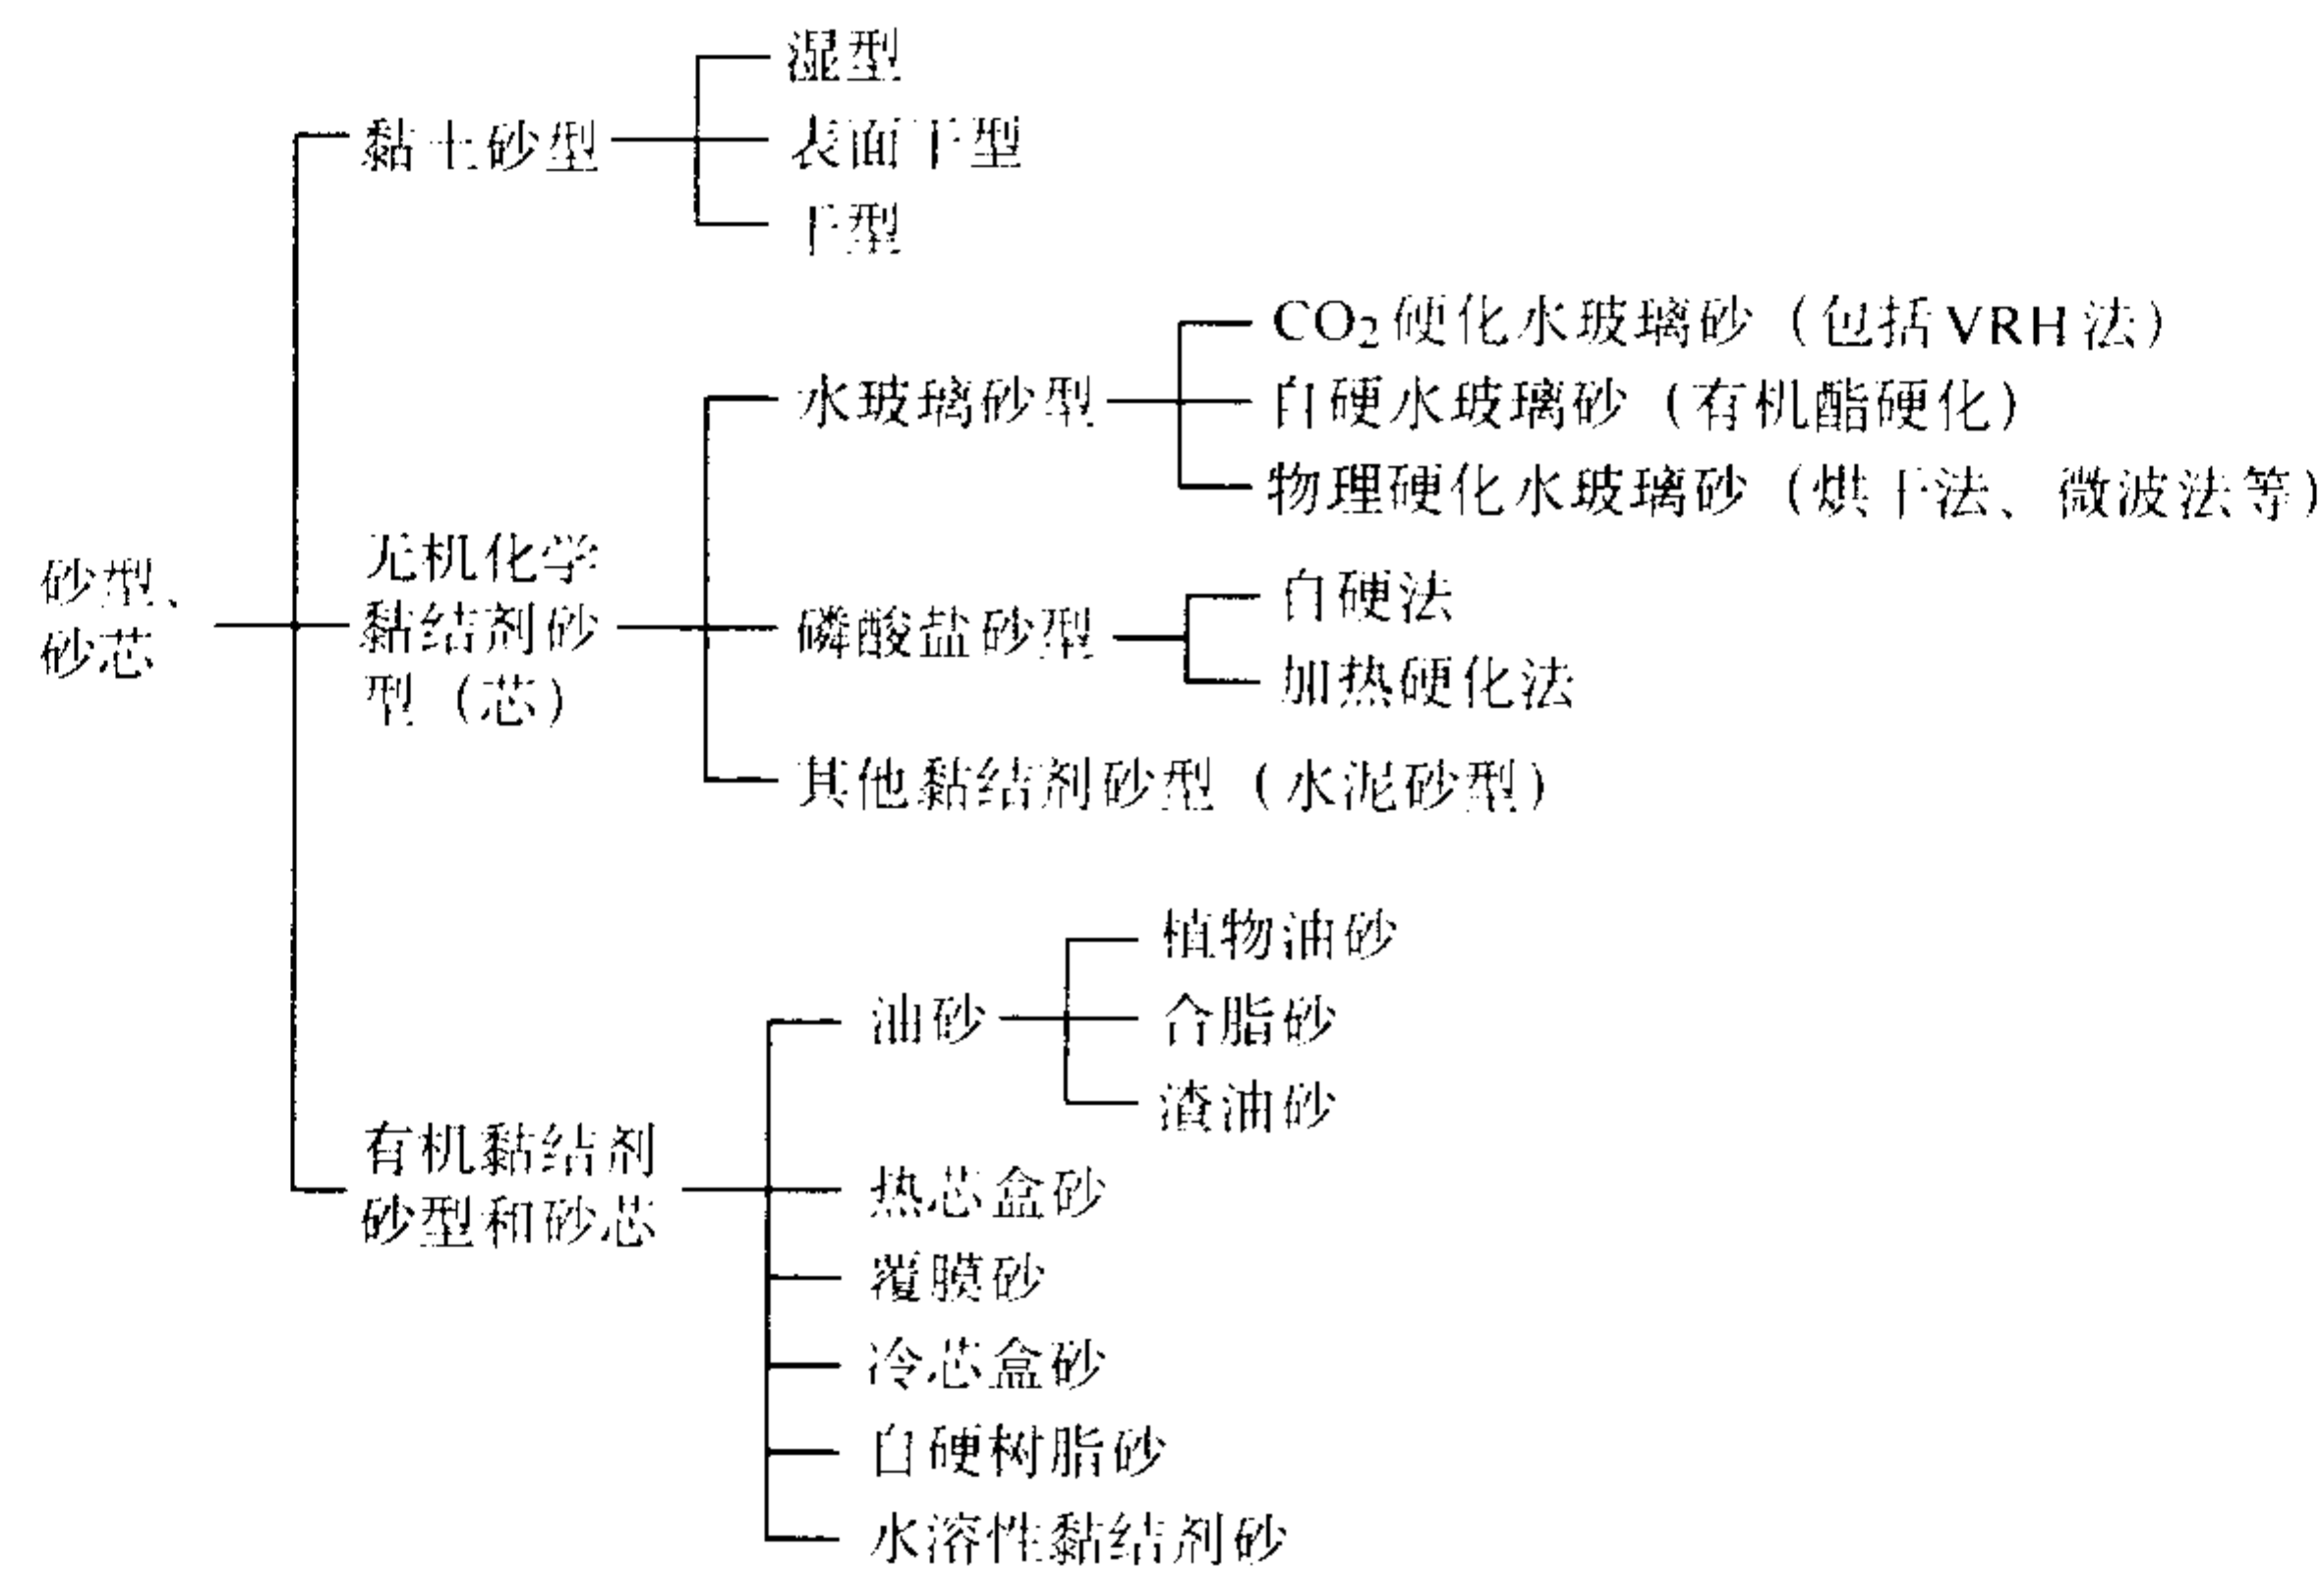 湿型
黏土砂型
表面干型
干型
CO₂硬化水玻璃砂（包括VRH法）
水玻璃砂型
自硬水玻璃砂（有机酯硬化）
物理硬化水玻璃砂（烘干法、微波法等）
砂型、
砂芯
无机化学
黏结剂砂
型（芯）
自硬法
磷酸盐砂型
加热硬化法
其他黏结剂砂型（水泥砂型）
植物油砂
油砂
合脂砂
渣油砂
有机黏结剂
砂型和砂芯
热芯盒砂
覆膜砂
冷芯盒砂
自硬树脂砂
水溶性黏结剂砂